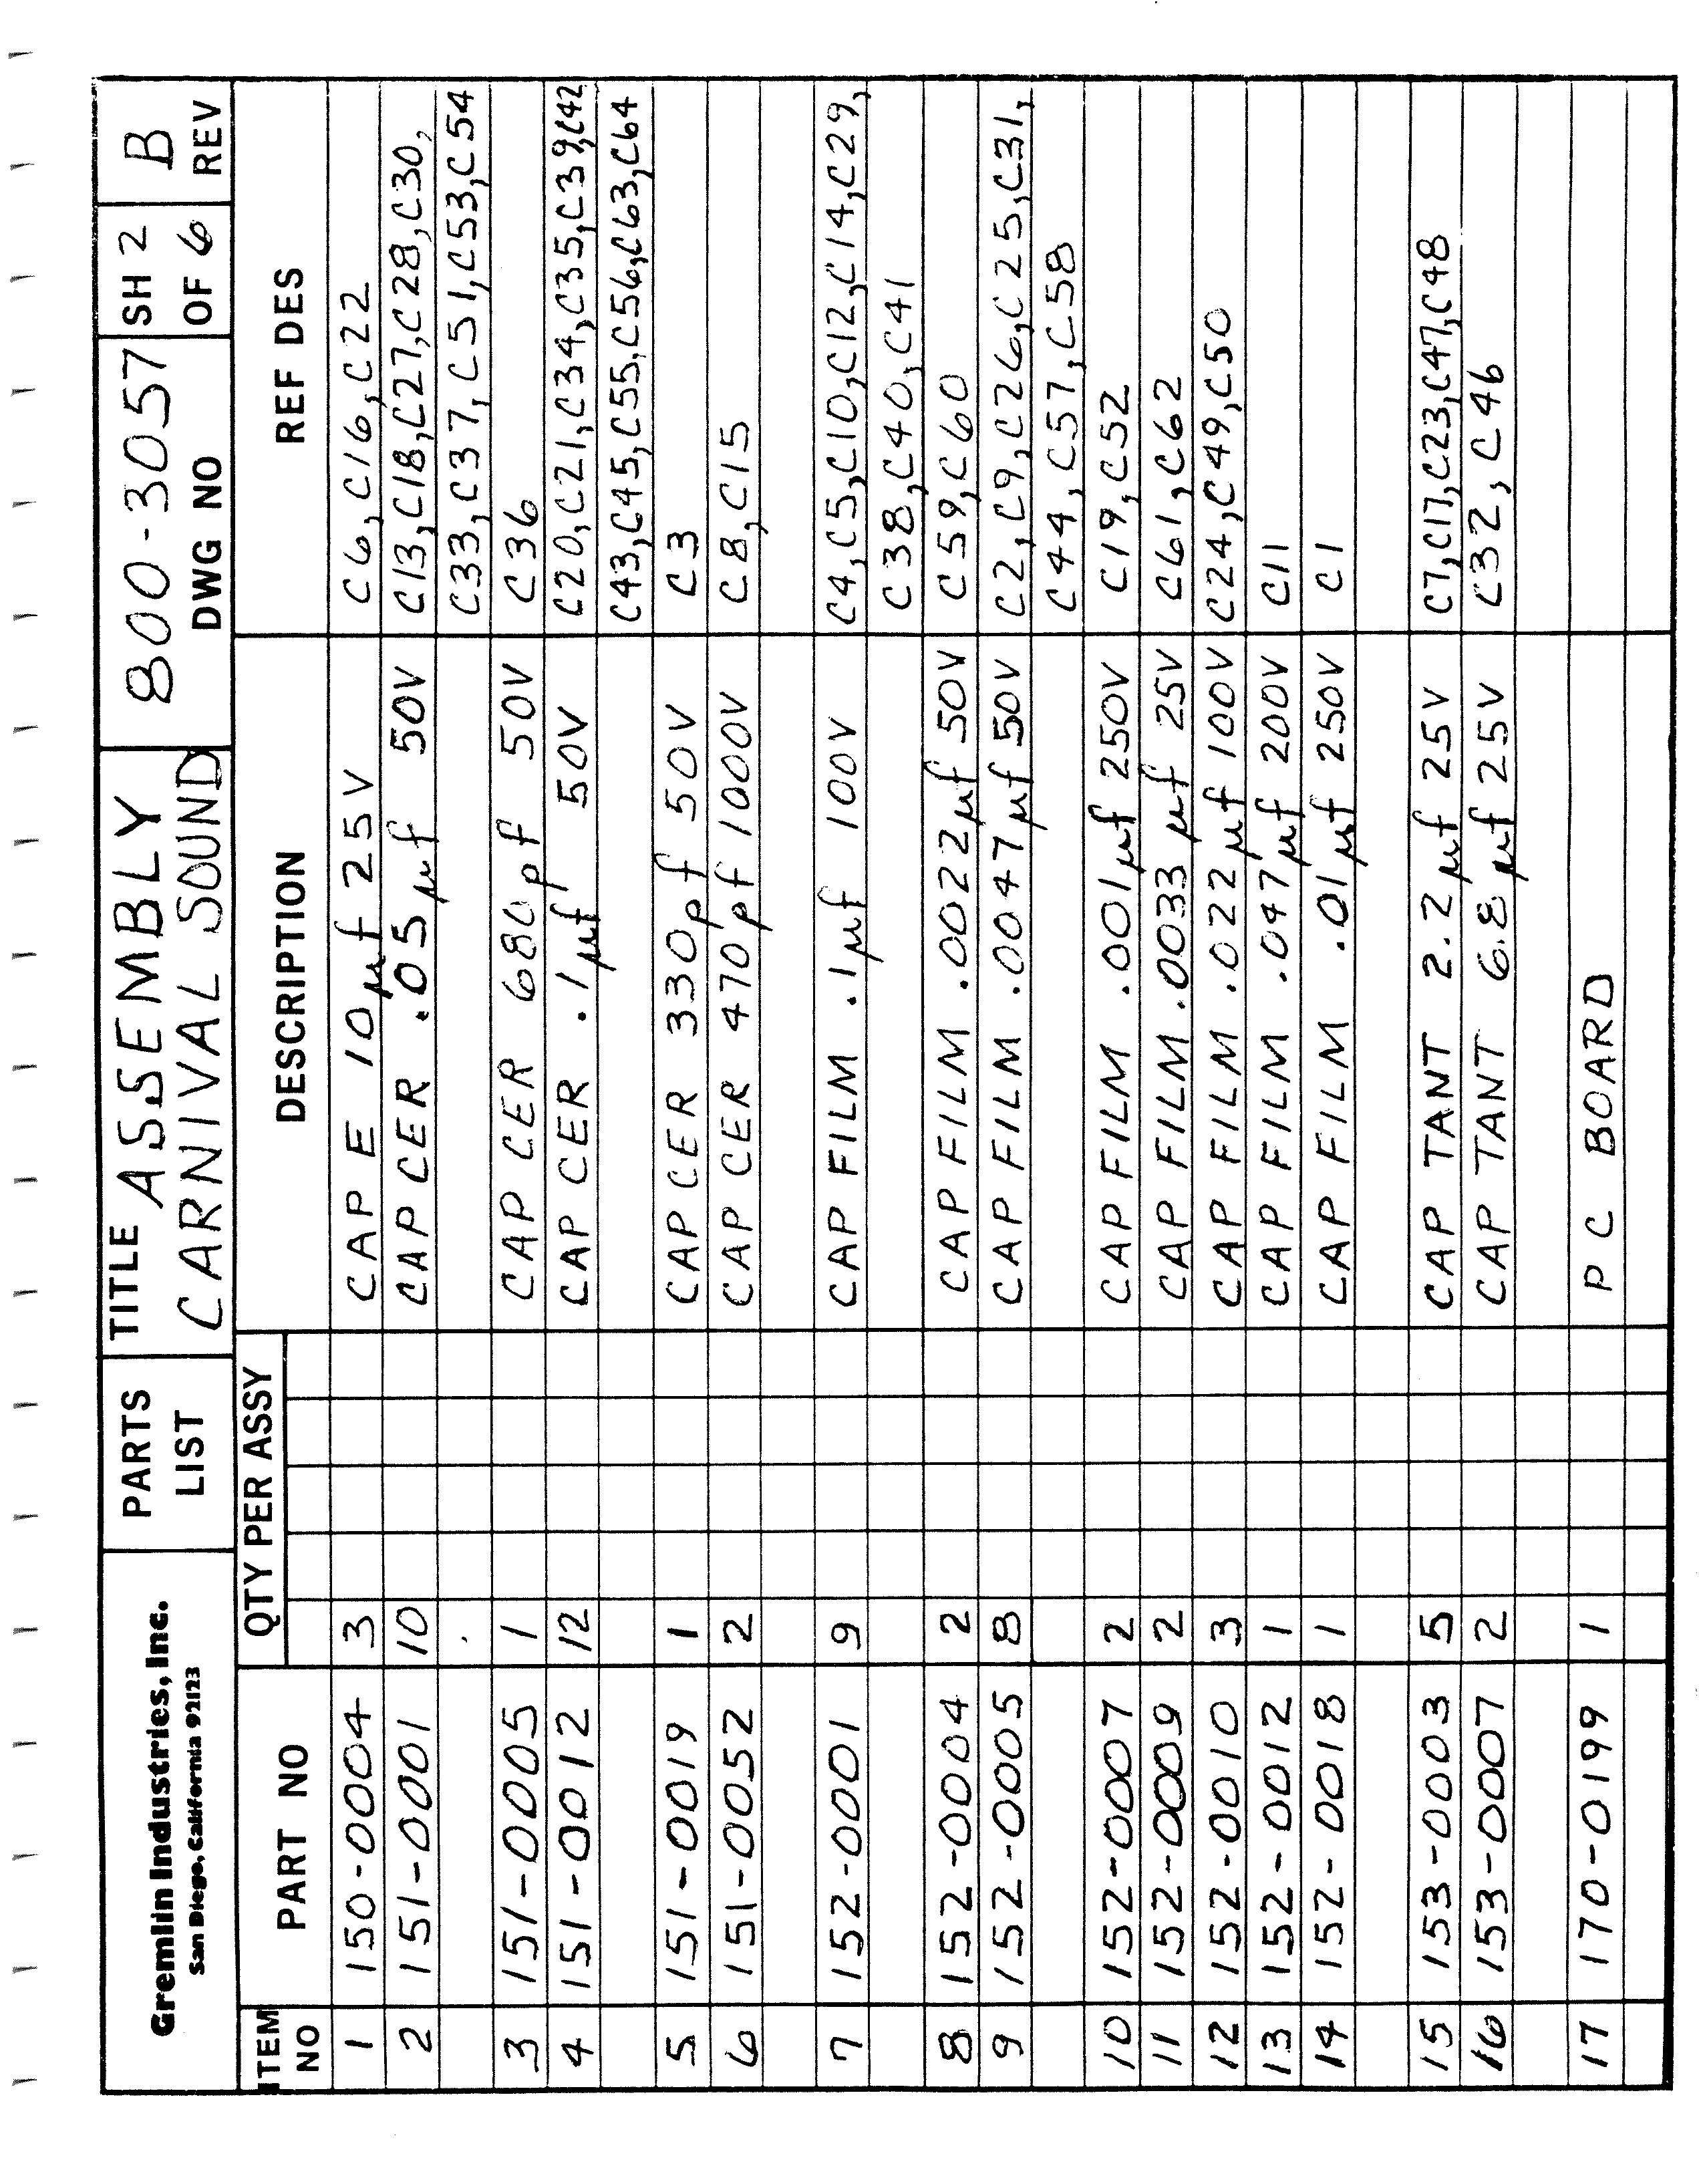 Gremlin Industries, Inc.
San Diego, California 92123
PARTS LIST
TITLE ASSEMBLY
CARNIVAL SOUND
800-3057
DWG NO
SH 2
OF 6
B
REV
ITEM NO PART NO QTY PER ASSY DESCRIPTION REF DES
1 150-0004 3 CAP E 10 µf 25V C6,C16,C22
2 151-0001 10 CAP CER .05 µf 50V C13,C18,C27,C28,C30,
C33,C37,C51,C53,C54
3 151-0005 1 CAP CER 680 pf 50V C36
4 151-0012 12 CAP CER .1 µf 50V C20,C21,C34,C35,C39,C42
C43,C45,C55,C56,C63,C64
5 151-0019 1 CAP CER 330 pf 50V C3
6 151-0052 2 CAP CER 470 pf 1000V C8,C15
7 152-0001 9 CAP FILM .1 µf 100V C4,C5,C10,C12,C14,C29,
C38,C40,C41
8 152-0004 2 CAP FILM .0022 µf 50V C59,C60
9 152-0005 8 CAP FILM .0047 µf 50V C2,C9,C26,C25,C31,
C44,C57,C58
10 152-0007 2 CAP FILM .001 µf 250V C19,C52
11 152-0009 2 CAP FILM .0033 µf 25V C61,C62
12 152-0010 3 CAP FILM .022 µf 100V C24,C49,C50
13 152-0012 1 CAP FILM .047 µf 200V C11
14 152-0018 1 CAP FILM .01 µf 250V C1
15 153-0003 5 CAP TANT 2.2 µf 25V C7,C17,C23,C47,C48
16 153-0007 2 CAP TANT 6.8 µf 25V C32,C46
17 170-0199 1 P C BOARD